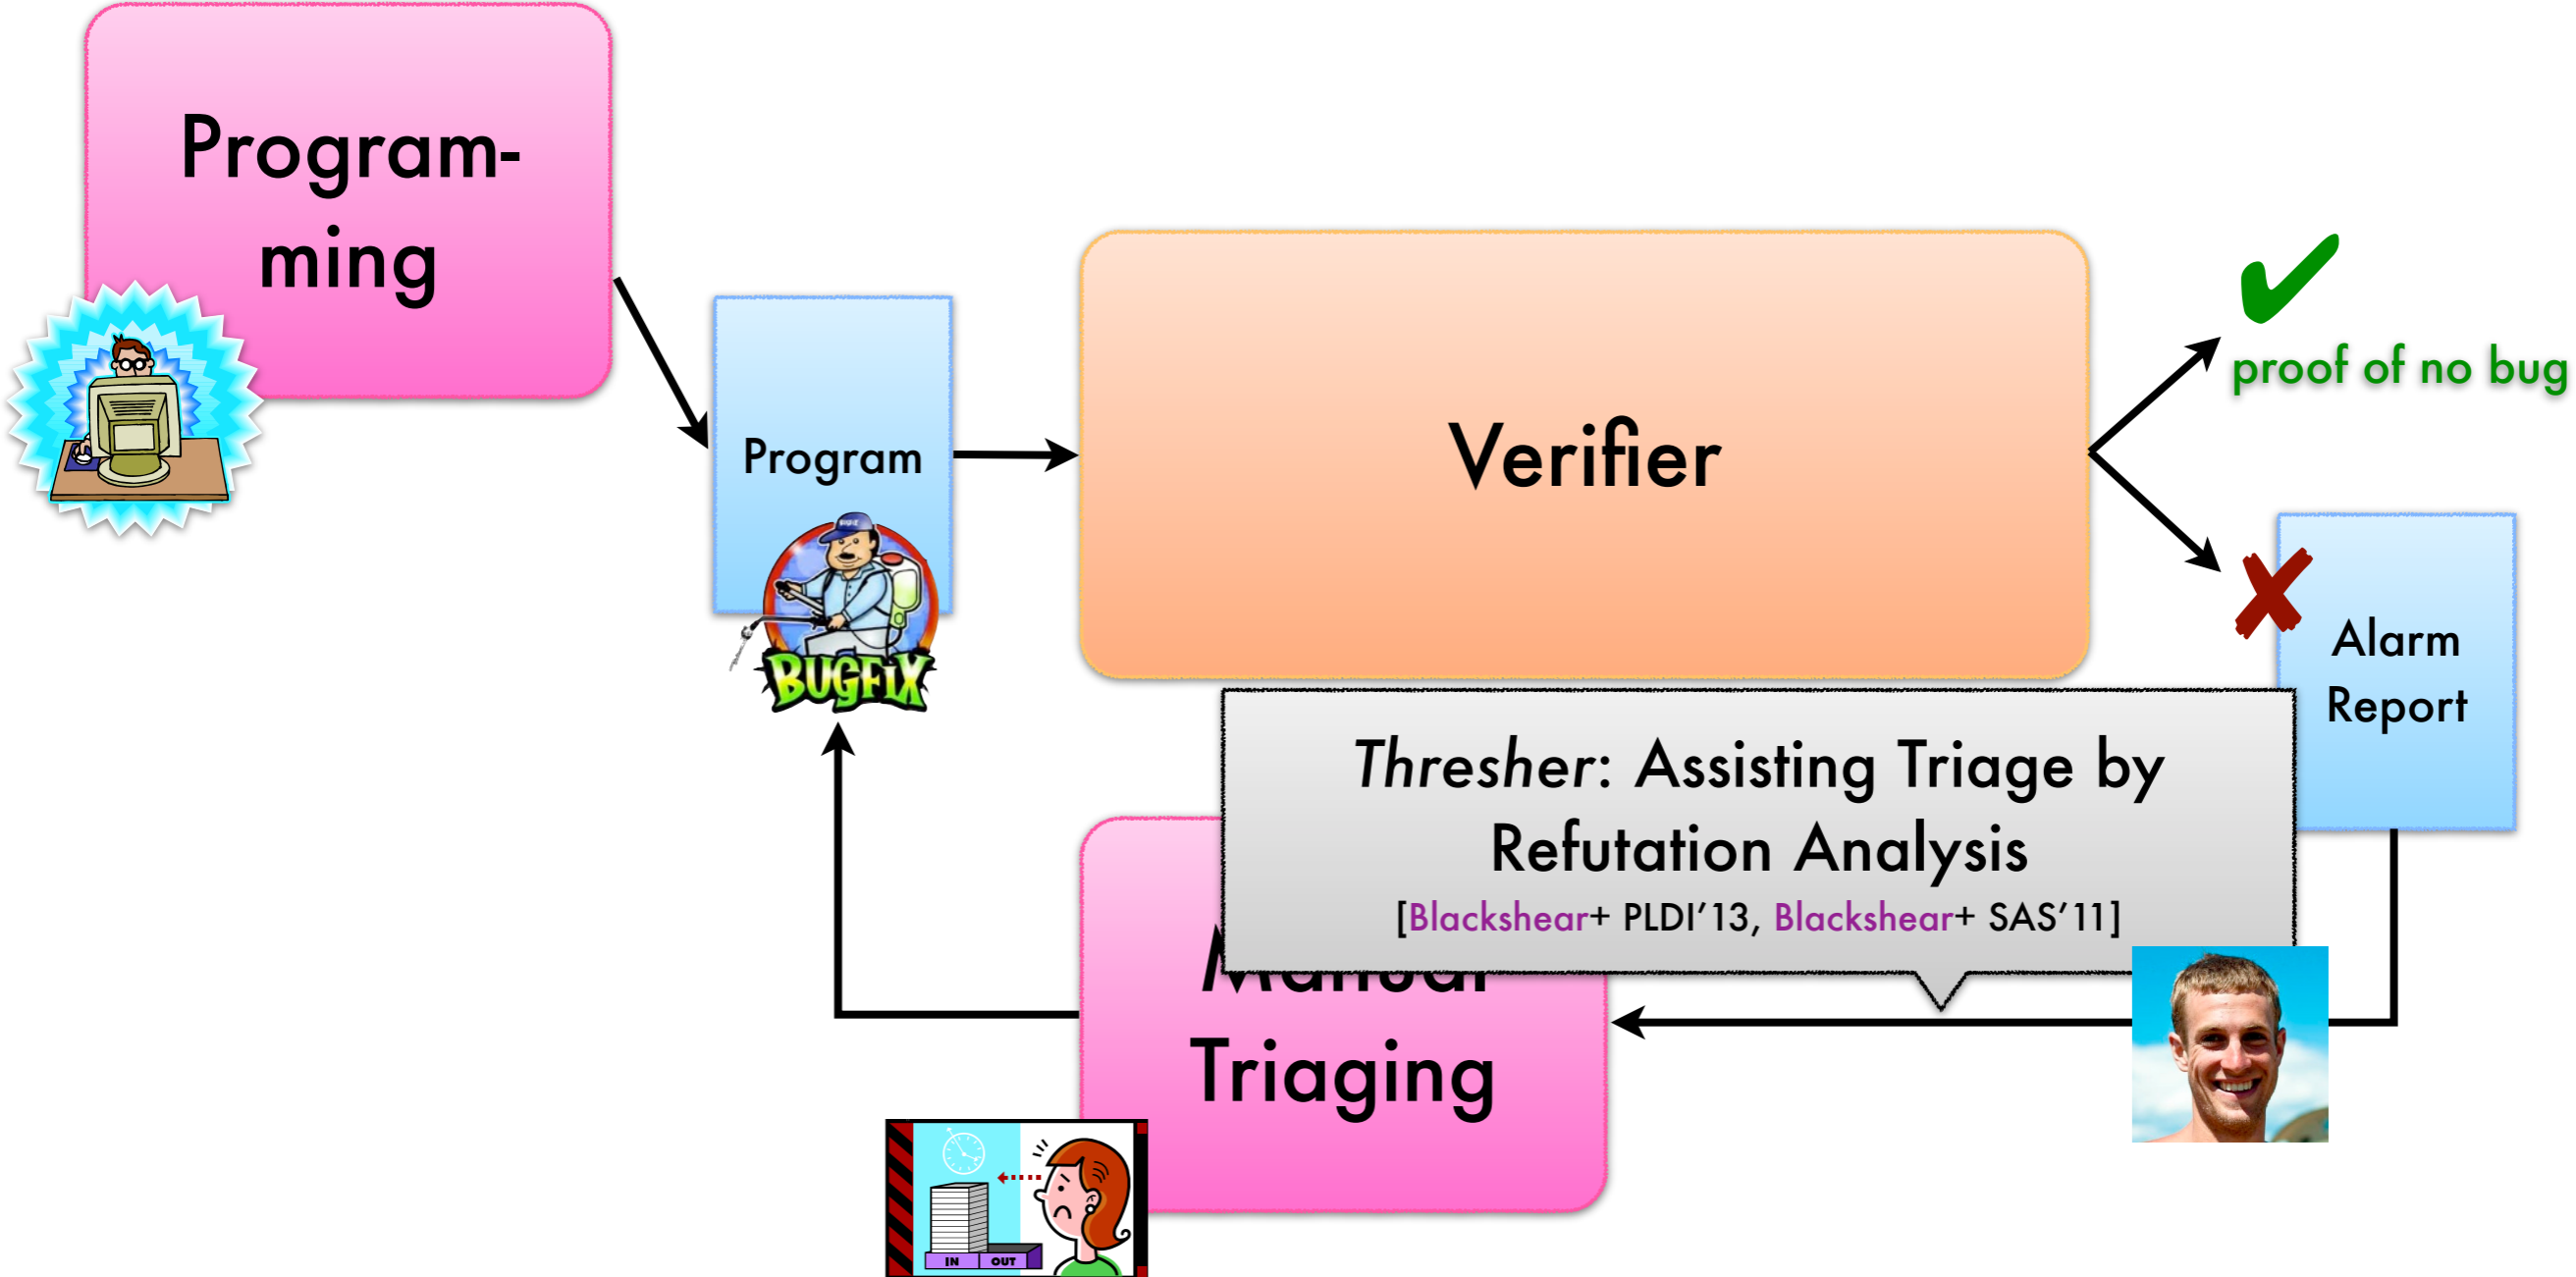 Program-
ming
Program
BUGFIX
Verifier
proof of no bug
Alarm
Report
Thresher: Assisting Triage by
Refutation Analysis
[Blackshear+ PLDI'13, Blackshear+ SAS'11]
Manual
Triaging
IN OUT